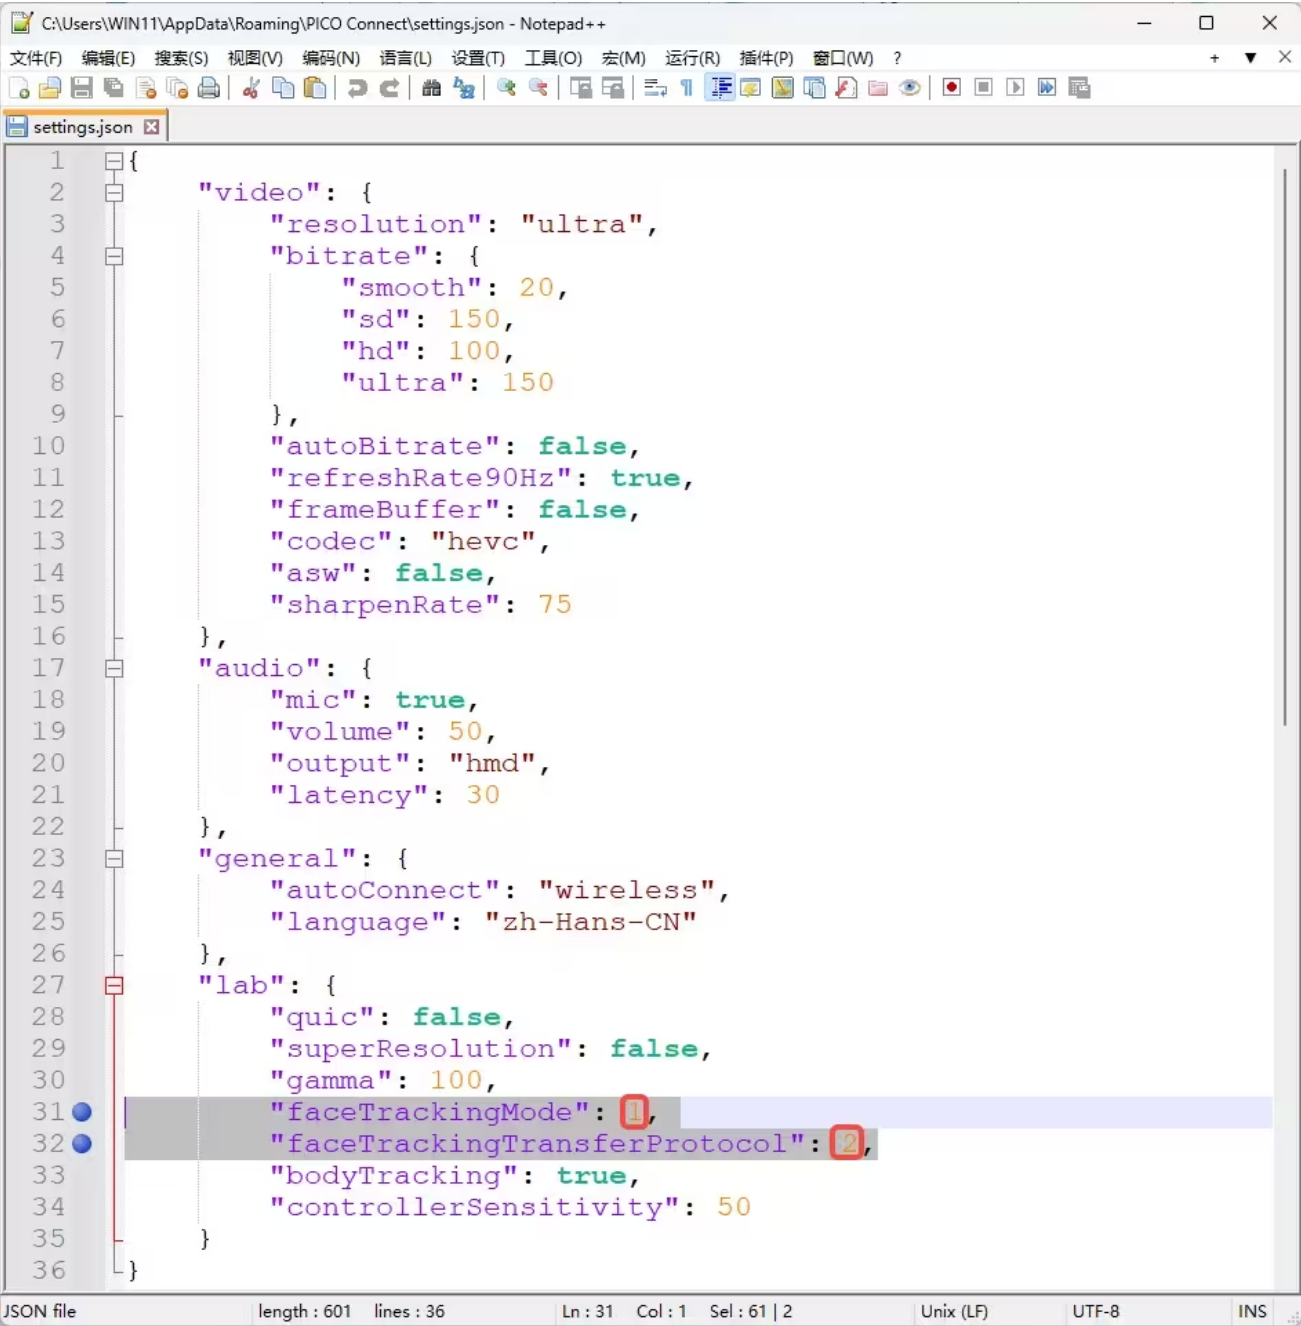 C:\Users\WIN11\AppData\Roaming\PICO Connect\settings.json - Notepad++
文件(F) 编辑(E) 搜索(S) 视图(V) 编码(N) 语言(L) 设置(T) 工具(O) 宏(M) 运行(R) 插件(P) 窗口(W) ? + ▼ X
settings.json
1 {
2 "video": {
3 "resolution": "ultra",
4 "bitrate": {
5 "smooth": 20,
6 "sd": 150,
7 "hd": 100,
8 "ultra": 150
9 },
10 "autoBitrate": false,
11 "refreshRate90Hz": true,
12 "frameBuffer": false,
13 "codec": "hevc",
14 "asw": false,
15 "sharpenRate": 75
16 },
17 "audio": {
18 "mic": true,
19 "volume": 50,
20 "output": "hmd",
21 "latency": 30
22 },
23 "general": {
24 "autoConnect": "wireless",
25 "language": "zh-Hans-CN"
26 },
27 "lab": {
28 "quic": false,
29 "superResolution": false,
30 "gamma": 100,
31 "faceTrackingMode": 1,
32 "faceTrackingTransferProtocol": 2,
33 "bodyTracking": true,
34 "controllerSensitivity": 50
35 }
36 }
JSON file length : 601 lines : 36 Ln : 31 Col : 1 Sel : 61 | 2 Unix (LF) UTF-8 INS